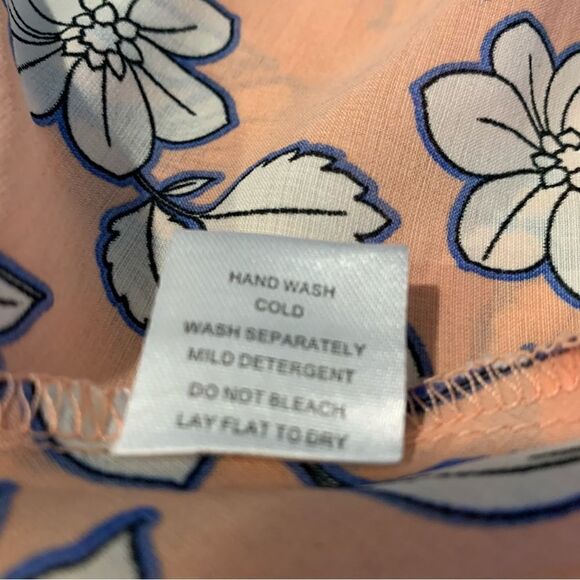 HAND WASH
COLD
WASH SEPARATELY
MILD DETERGENT
DO NOT BLEACH
LAY FLAT TO DRY